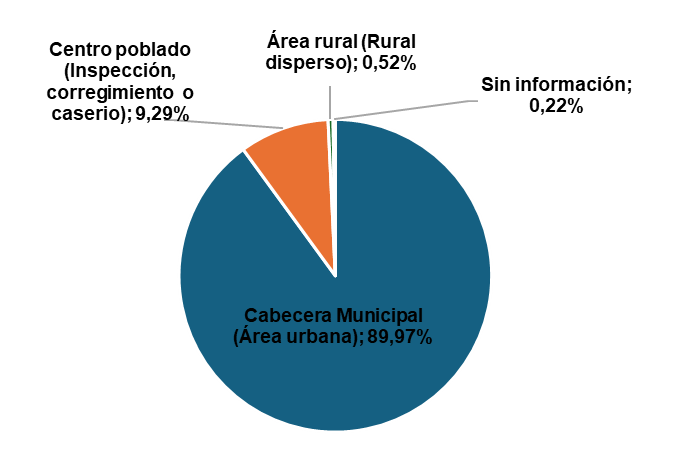 Centro poblado
(Inspección,
corregimiento o
caserio); 9,29%
Área rural (Rural
disperso); 0,52%
Sin información;
0,22%
Cabecera Municipal
(Área urbana); 89,97%